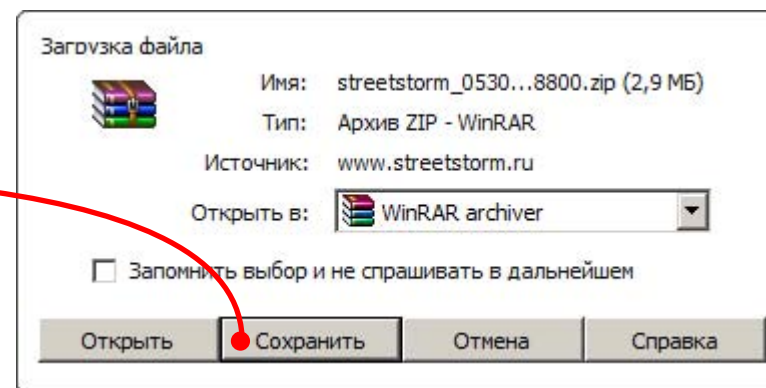 Загрузка файла
Имя: streetstorm_0530...8800.zip (2,9 МБ)
Тип: Архив ZIP - WinRAR
Источник: www.streetstorm.ru
Открыть в: WinRAR archiver
Запомнить выбор и не спрашивать в дальнейшем
Открыть Сохранить Отмена Справка